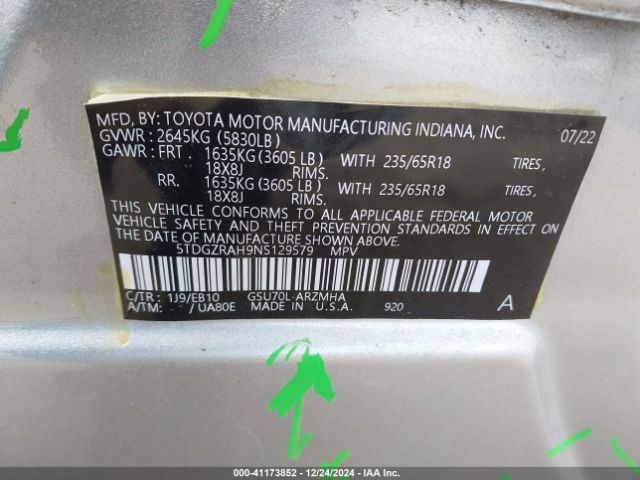 MFD, BY: TOYOTA MOTOR MANUFACTURING INDIANA, INC. 07/22
GVWR: 2645KG (5830LB)
GAWR: FRT. 1635KG (3605 LB) WITH 235/65R18 TIRES,
18X8J RIMS.
RR. 1635KG (3605 LB) WITH 235/65R18 TIRES,
18X8J RIMS.
THIS VEHICLE CONFORMS TO ALL APPLICABLE FEDERAL MOTOR
VEHICLE SAFETY AND THEFT PREVENTION STANDARDS IN EFFECT ON
THE DATE OF MANUFACTURE SHOWN ABOVE.
5TDGZRAH9NS129579 MPV
C/TR: 1J9/EB10 GSU70L-ARZMHA
A/TM: /UA80E MADE IN U.S.A. 920 A
000-41173852 - 12/24/2024 - IAA Inc.